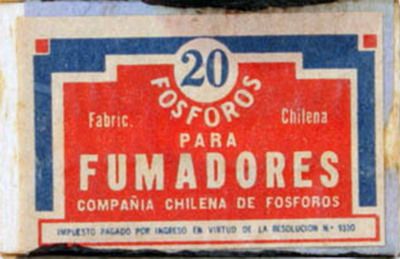 20
FOSFOROS
Fabric. Chilena
PARA
FUMADORES
COMPAÑIA CHILENA DE FOSFOROS
IMPUESTO PAGADO POR INGRESO EN VIRTUD DE LA RESOLUCION N.º 9330